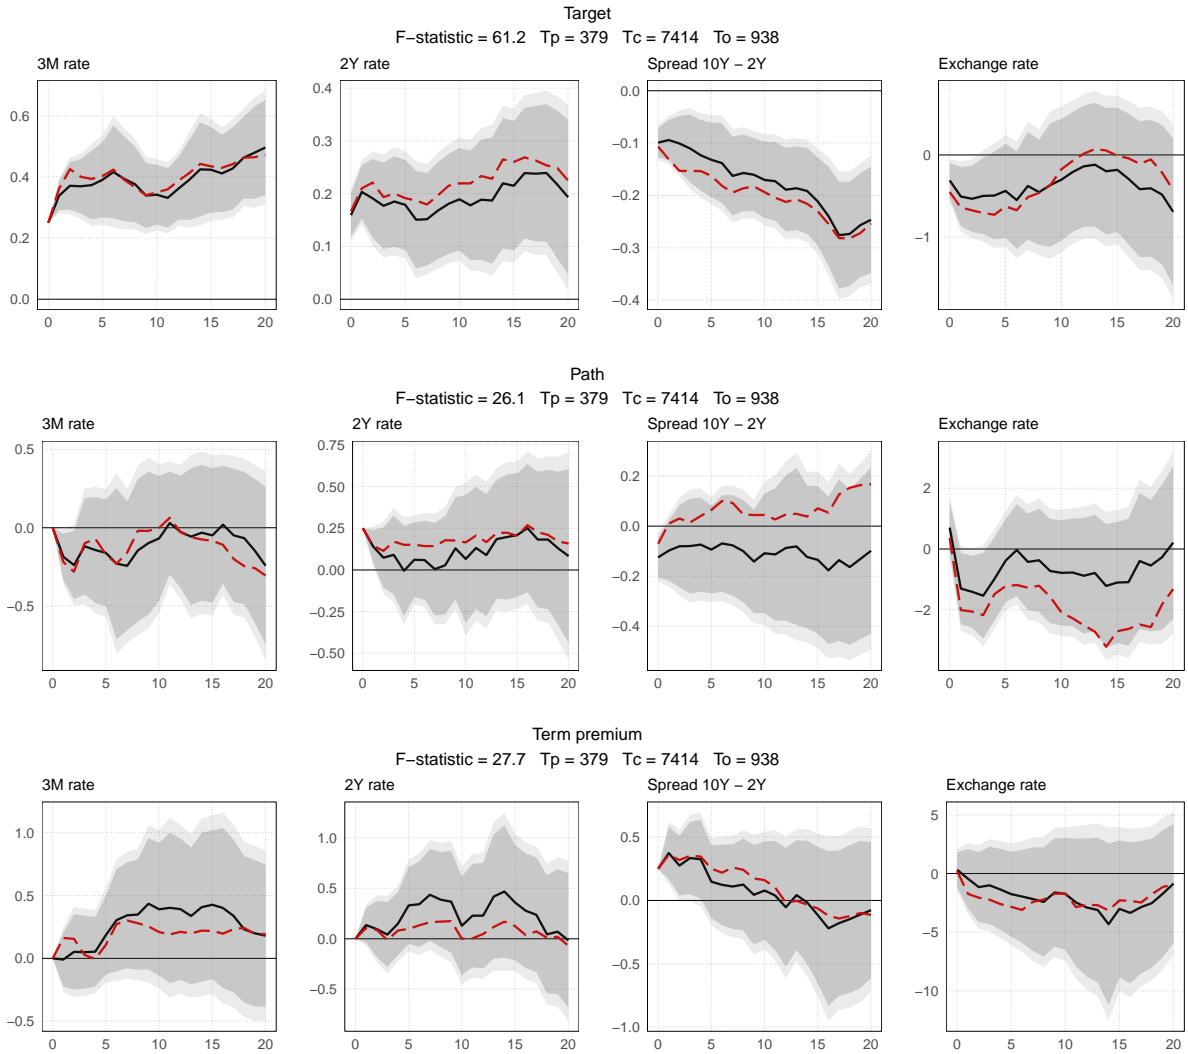 Target
F−statistic = 61.2 Tp = 379 Tc = 7414 To = 938
3M rate
2Y rate
Spread 10Y − 2Y
Exchange rate
0.6
0.4
0.2
0.0
0 5 10 15 20
0.4
0.3
0.2
0.1
0.0
0 5 10 15 20
0.0
−0.1
−0.2
−0.3
−0.4
0 5 10 15 20
0
−1
0 5 10 15 20
Path
F−statistic = 26.1 Tp = 379 Tc = 7414 To = 938
3M rate
2Y rate
Spread 10Y − 2Y
Exchange rate
0.5
0.0
−0.5
0 5 10 15 20
0.75
0.50
0.25
0.00
−0.25
−0.50
0 5 10 15 20
0.2
0.0
−0.2
−0.4
0 5 10 15 20
2
0
−2
0 5 10 15 20
Term premium
F−statistic = 27.7 Tp = 379 Tc = 7414 To = 938
3M rate
2Y rate
Spread 10Y − 2Y
Exchange rate
1.0
0.5
0.0
−0.5
0 5 10 15 20
1.0
0.5
0.0
−0.5
0 5 10 15 20
0.5
0.0
−0.5
−1.0
0 5 10 15 20
5
0
−5
−10
0 5 10 15 20